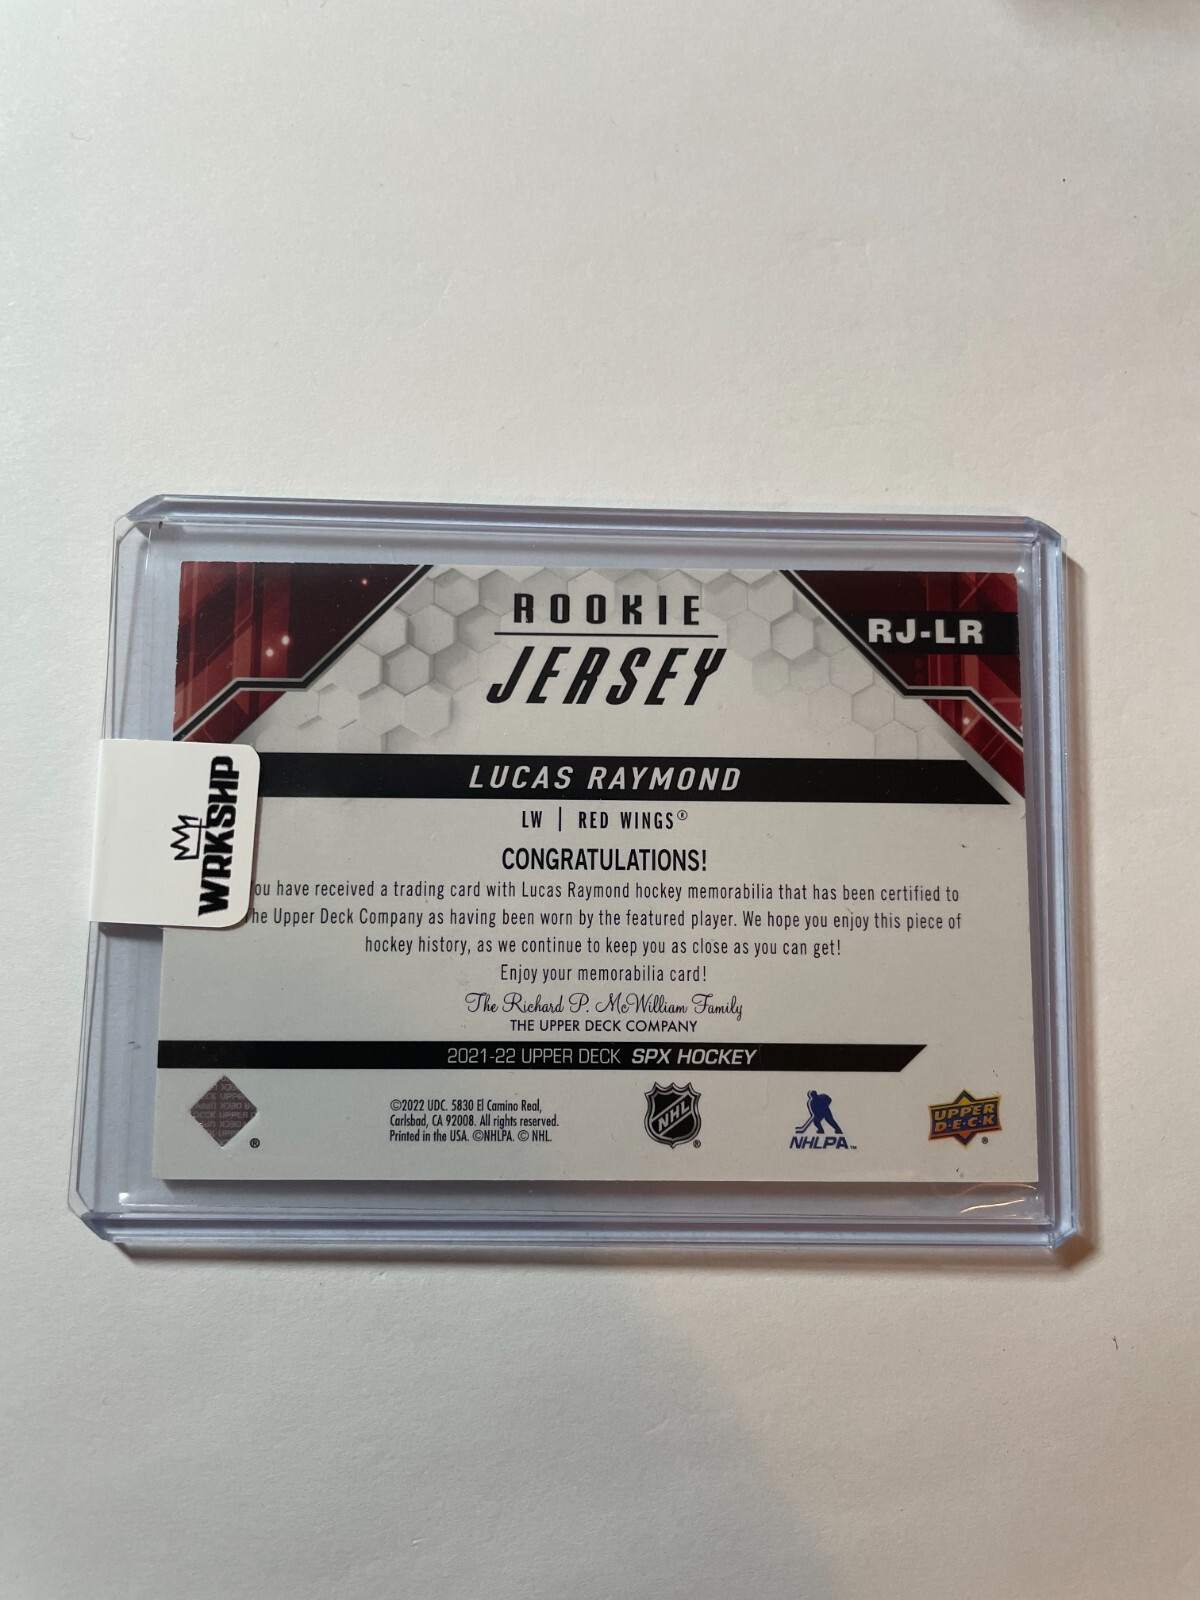 ROOKIE
JERSEY
RJ-LR
LUCAS RAYMOND
LW | RED WINGS®
WRKSHP
CONGRATULATIONS!
ou have received a trading card with Lucas Raymond hockey memorabilia that has been certified to
he Upper Deck Company as having been worn by the featured player. We hope you enjoy this piece of
hockey history, as we continue to keep you as close as you can get!
Enjoy your memorabilia card!
The Richard P. McWilliam Family
THE UPPER DECK COMPANY
2021-22 UPPER DECK SPX HOCKEY
®
©2022 UDC. 5830 El Camino Real,
Carlsbad, CA 92008. All rights reserved.
Printed in the USA. ©NHLPA. © NHL.
NHL ®
NHLPA™
UPPER
D·E·C·K ®